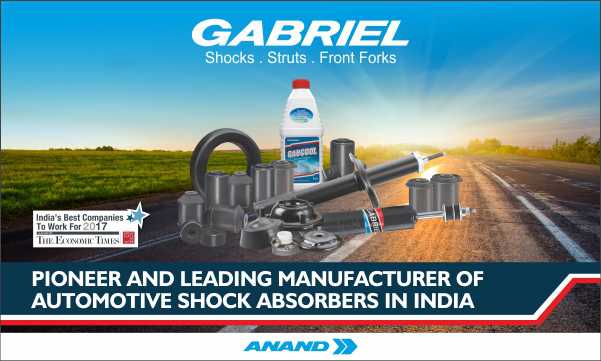 GABRIEL
Shocks . Struts . Front Forks
GABCOOL
GABRIEL
India's Best Companies
To Work For 2017
THE ECONOMIC TIMES
PIONEER AND LEADING MANUFACTURER OF
AUTOMOTIVE SHOCK ABSORBERS IN INDIA
ANAND